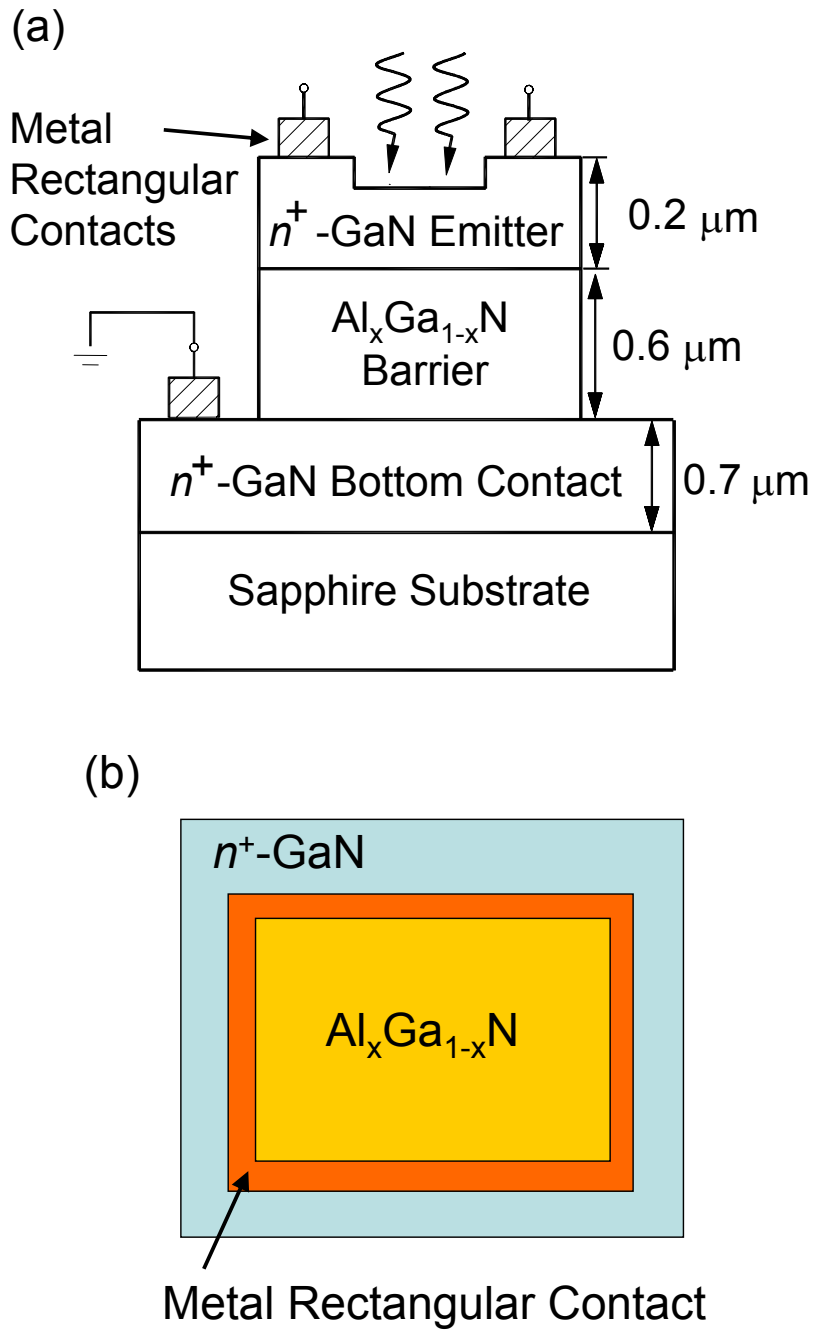 (a)
Metal
Rectangular
Contacts
n⁺ -GaN Emitter
0.2 μm
AlₓGa₁₋ₓN
Barrier
0.6 μm
n⁺-GaN Bottom Contact
0.7 μm
Sapphire Substrate
(b)
n⁺-GaN
AlₓGa₁₋ₓN
Metal Rectangular Contact